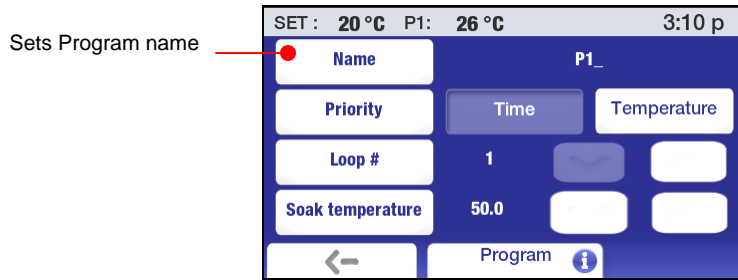 SET : 20 °C P1: 26 °C 3:10 p
Sets Program name
Name P1_
Priority Time Temperature
Loop # 1
Soak temperature 50.0
Program i